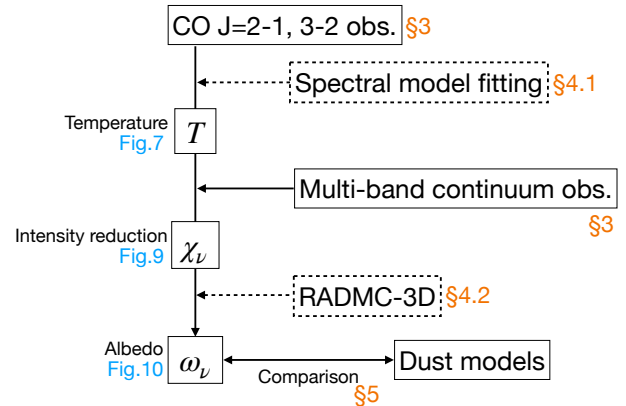 CO J=2-1, 3-2 obs. §3
Spectral model fitting §4.1
Temperature
Fig.7
T
Multi-band continuum obs.
§3
Intensity reduction
Fig.9
χν
RADMC-3D §4.2
Albedo
Fig.10
ων
Comparison
§5
Dust models